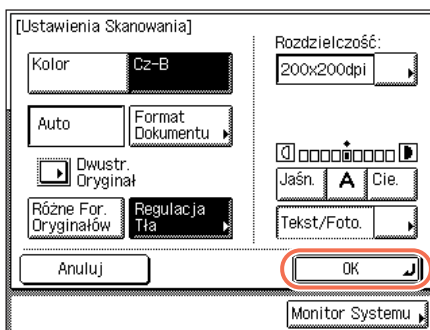 [Ustawienia Skanowania]
Rozdzielczość:
Kolor
Cz-B
200x200dpi
Auto
Format
Dokumentu
Dwustr.
Oryginał
Jaśn.
A
Cie.
Różne For.
Oryginałów
Regulacja
Tła
Tekst/Foto.
Anuluj
OK
Monitor Systemu